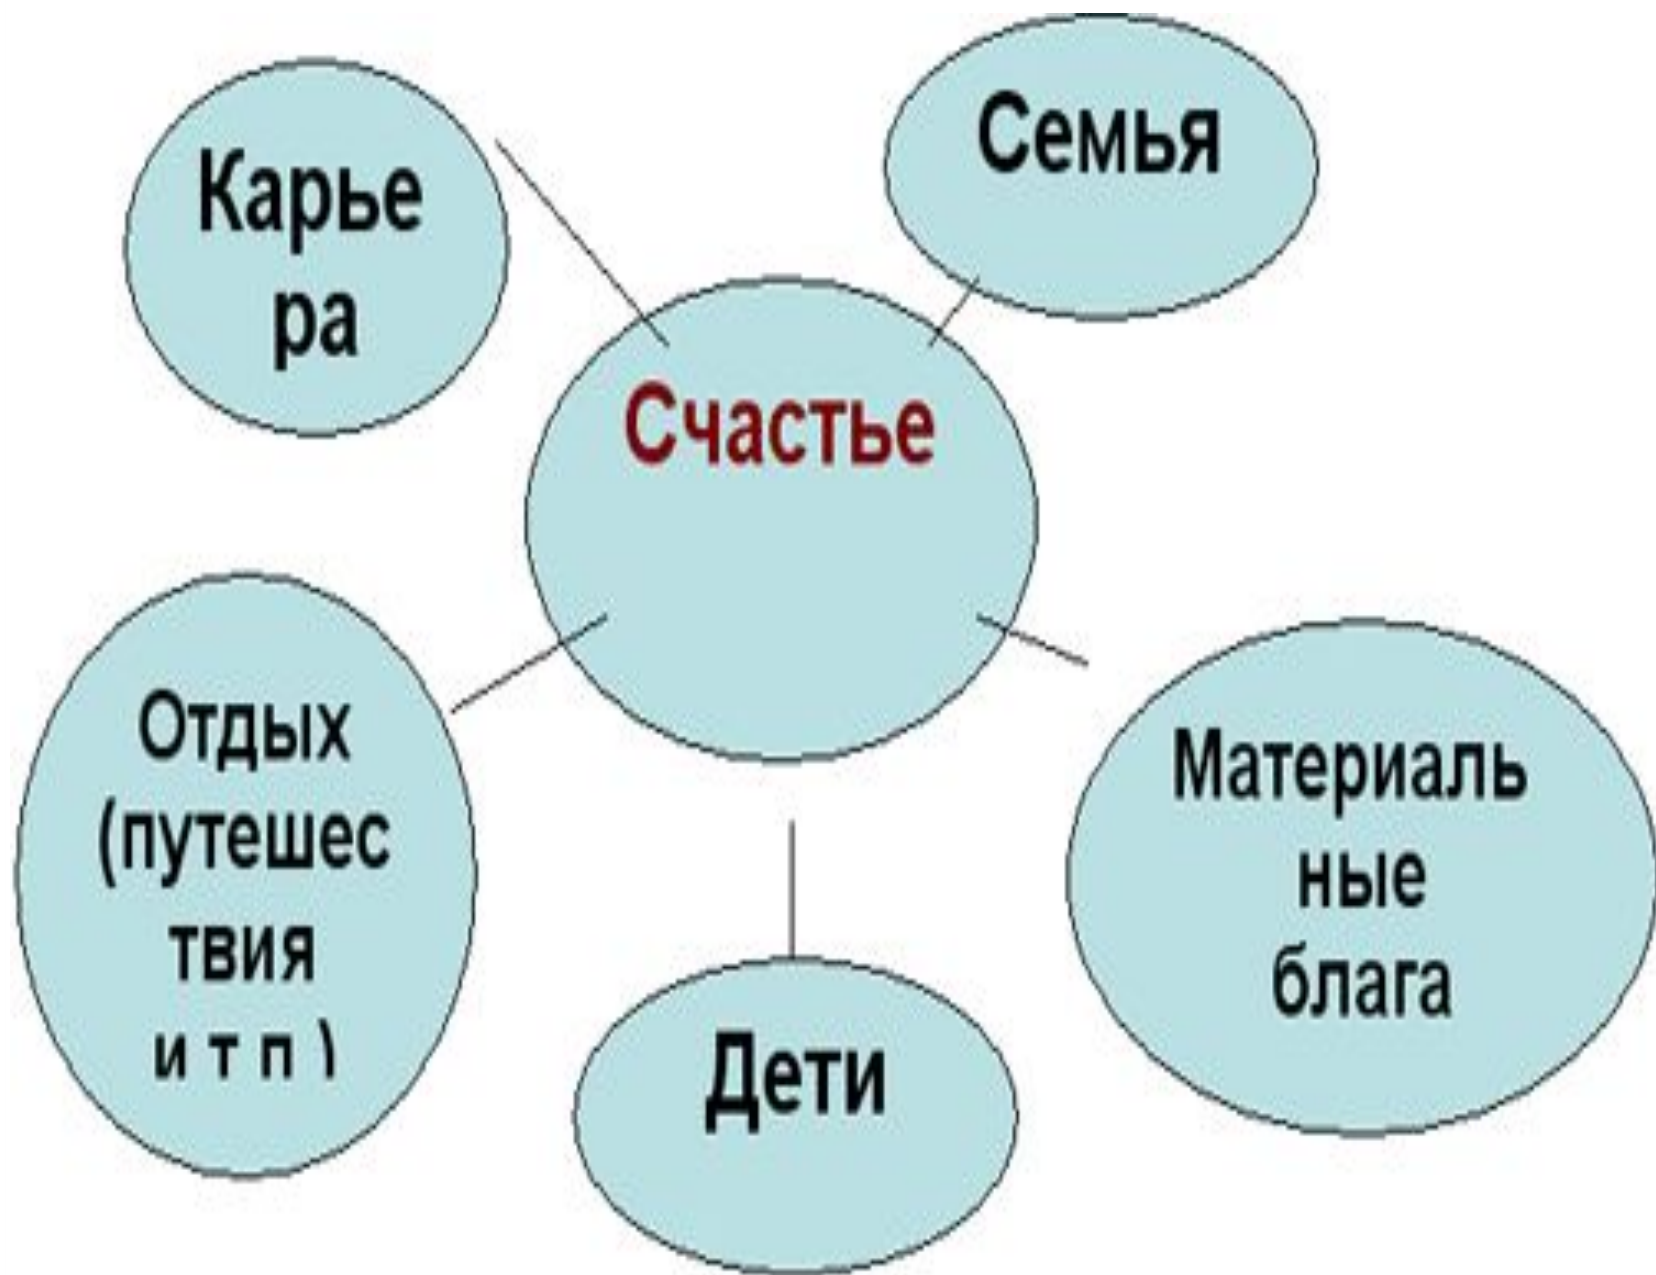 Карье
ра
Семья
Счастье
Отдых
(путешес
твия
и т п )
Материаль
ные
блага
Дети